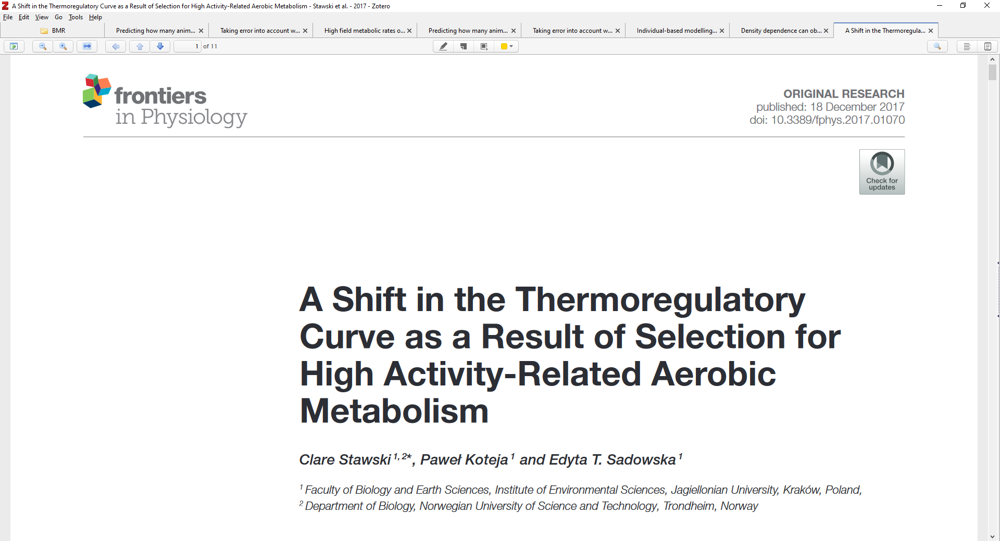 A Shift in the Thermoregulatory Curve as a Result of Selection for High Activity-Related Aerobic Metabolism - Stawski et al. - 2017 - Zotero
File Edit View Go Tools Help
BMR
Predicting how many anim...
Taking error into account w...
High field metabolic rates o...
Predicting how many anim...
Taking error into account w...
Individual-based modelling...
Density dependence can ob...
A Shift in the Thermoregula...
1 of 11
frontiers
in Physiology
ORIGINAL RESEARCH
published: 18 December 2017
doi: 10.3389/fphys.2017.01070
Check for
updates
A Shift in the Thermoregulatory
Curve as a Result of Selection for
High Activity-Related Aerobic
Metabolism
Clare Stawski 1, 2*, Paweł Koteja 1 and Edyta T. Sadowska 1
1 Faculty of Biology and Earth Sciences, Institute of Environmental Sciences, Jagiellonian University, Kraków, Poland,
2 Department of Biology, Norwegian University of Science and Technology, Trondheim, Norway